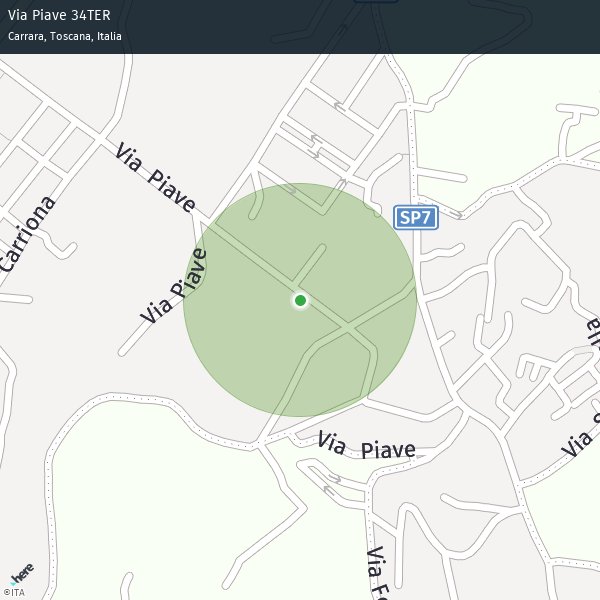 Via Piave 34TER
Carrara, Toscana, Italia
Via Piave
Carriona
Via Piave
SP7
Via Piave
Via
Via Fo
here
©ITA